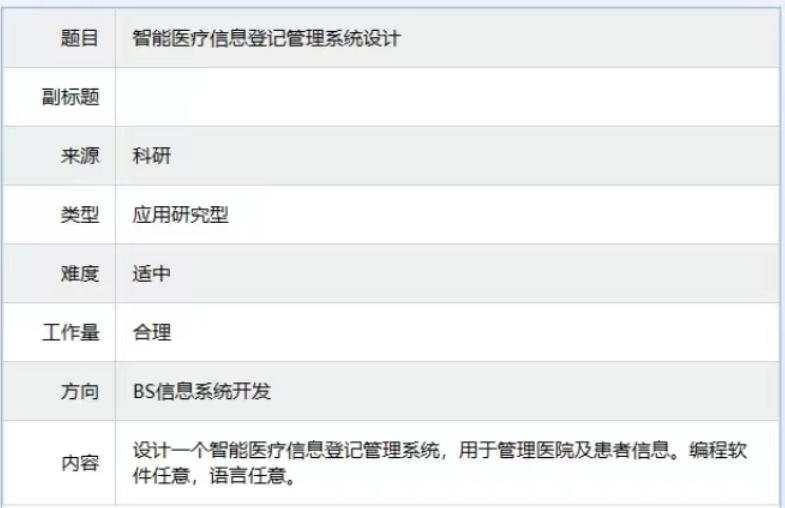 题目 智能医疗信息登记管理系统设计
副标题
来源 科研
类型 应用研究型
难度 适中
工作量 合理
方向 BS信息系统开发
内容 设计一个智能医疗信息登记管理系统，用于管理医院及患者信息。编程软
件任意，语言任意。